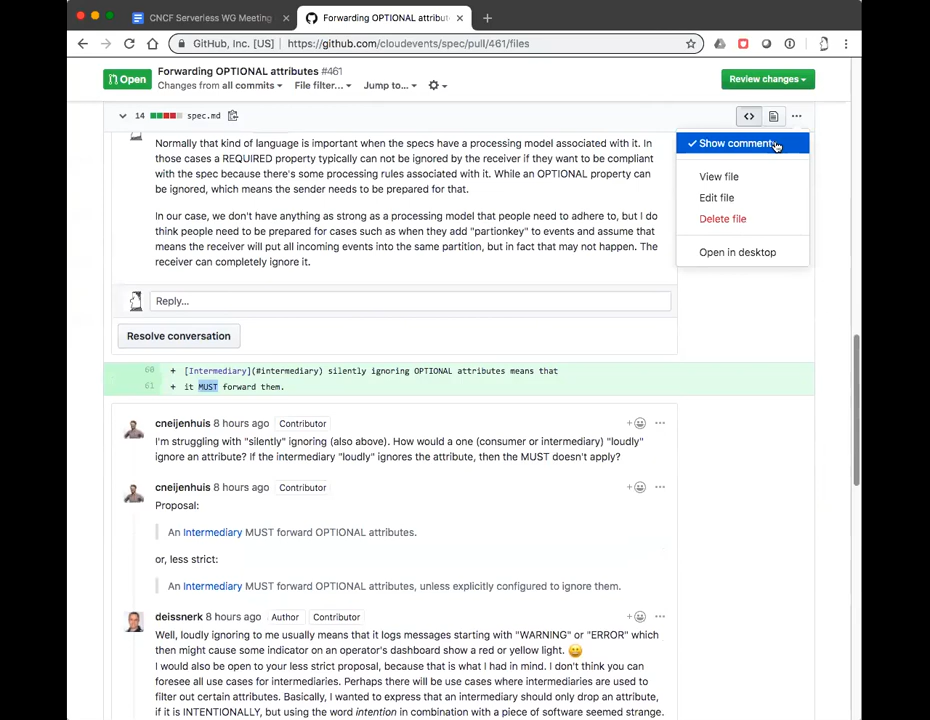 CNCF Serverless WG Meeting
Forwarding OPTIONAL attribut
GitHub, Inc. [US]
https://github.com/cloudevents/spec/pull/461/files
Open
Forwarding OPTIONAL attributes #461
Changes from all commits
File filter...
Jump to...
Review changes
14
spec.md
Normally that kind of language is important when the specs have a processing model associated with it. In
those cases a REQUIRED property typically can not be ignored by the receiver if they want to be compliant
with the spec because there's some processing rules associated with it. While an OPTIONAL property can
be ignored, which means the sender needs to be prepared for that.
In our case, we don't have anything as strong as a processing model that people need to adhere to, but I do
think people need to be prepared for cases such as when they add "partionkey" to events and assume that
means the receiver will put all incoming events into the same partition, but in fact that may not happen. The
receiver can completely ignore it.
Show comments
View file
Edit file
Delete file
Open in desktop
Reply...
Resolve conversation
60 + [Intermediary](#intermediary) silently ignoring OPTIONAL attributes means that
61 + it MUST forward them.
cneijenhuis 8 hours ago Contributor
I'm struggling with "silently" ignoring (also above). How would a one (consumer or intermediary) "loudly"
ignore an attribute? If the intermediary "loudly" ignores the attribute, then the MUST doesn't apply?
cneijenhuis 8 hours ago Contributor
Proposal:
An Intermediary MUST forward OPTIONAL attributes.
or, less strict:
An Intermediary MUST forward OPTIONAL attributes, unless explicitly configured to ignore them.
deissnerk 8 hours ago Author Contributor
Well, loudly ignoring to me usually means that it logs messages starting with "WARNING" or "ERROR" which
then might cause some indicator on an operator's dashboard show a red or yellow light. 😀
I would also be open to your less strict proposal, because that is what I had in mind. I don't think you can
foresee all use cases for intermediaries. Perhaps there will be use cases where intermediaries are used to
filter out certain attributes. Basically, I wanted to express that an intermediary should only drop an attribute,
if it is INTENTIONALLY, but using the word intention in combination with a piece of software seemed strange.